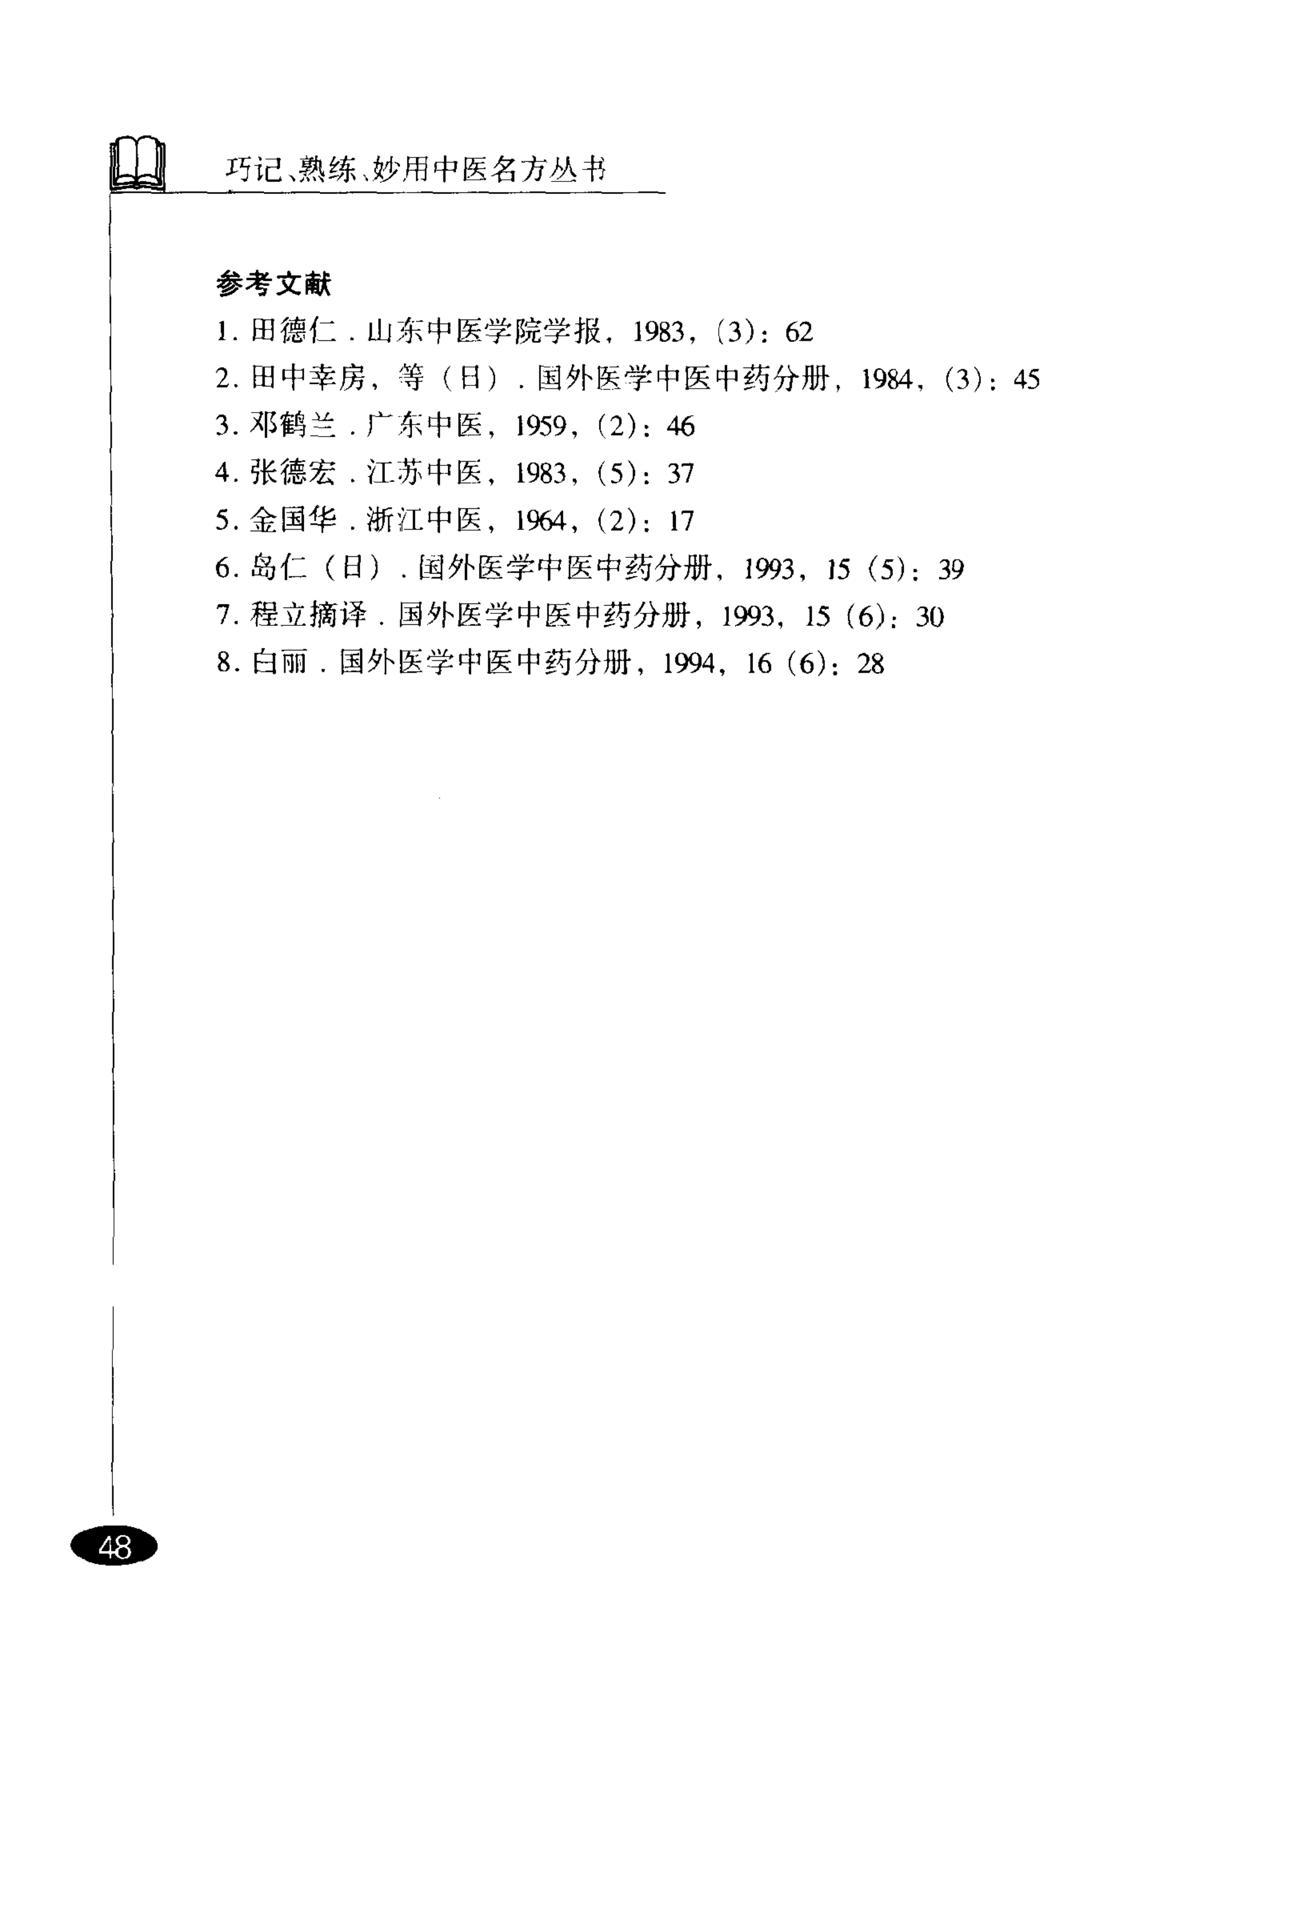 巧记、熟练、妙用中医名方丛书
参考文献
1. 田德仁．山东中医学院学报，1983，(3)：62
2. 田中幸房，等（日）．国外医学中医中药分册，1984，(3)：45
3. 邓鹤兰．广东中医，1959，(2)：46
4. 张德宏．江苏中医，1983，(5)：37
5. 金国华．浙江中医，1964，(2)：17
6. 岛仁（日）．国外医学中医中药分册，1993，15 (5)：39
7. 程立摘译．国外医学中医中药分册，1993，15 (6)：30
8. 白丽．国外医学中医中药分册，1994，16 (6)：28
48